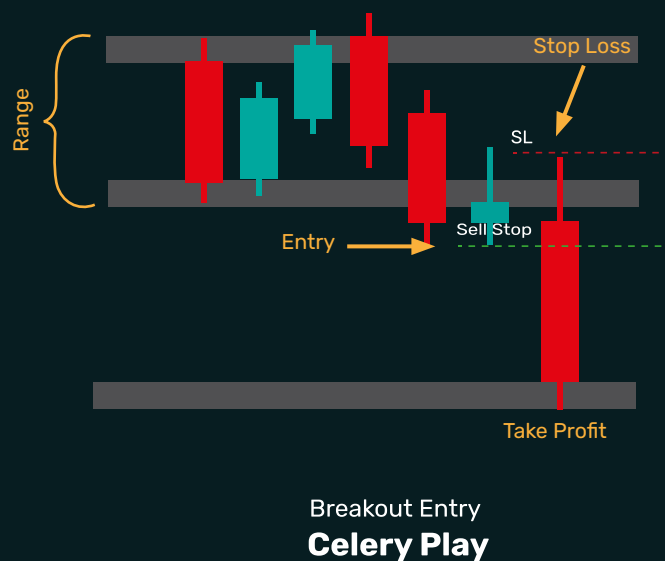 Stop Loss
Range
SL
Sell Stop
Entry
Take Profit
Breakout Entry
Celery Play